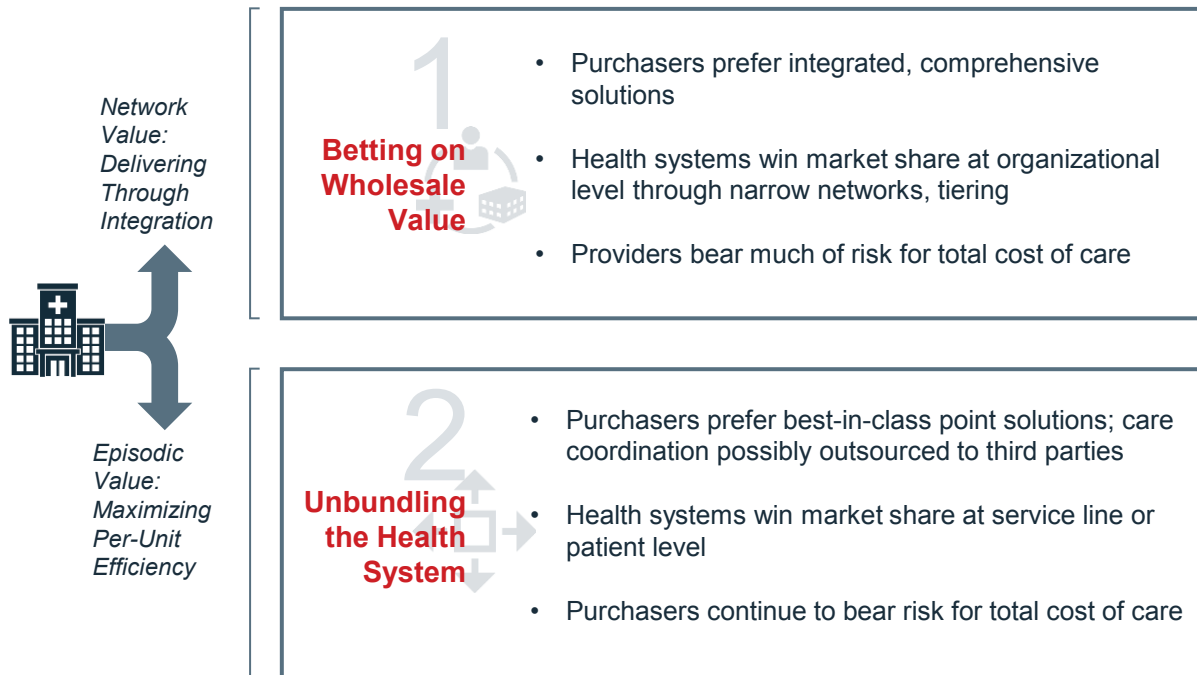 Network
Value:
Delivering
Through
Integration
1
Betting on
Wholesale
Value
• Purchasers prefer integrated, comprehensive
solutions
• Health systems win market share at organizational
level through narrow networks, tiering
• Providers bear much of risk for total cost of care
Episodic
Value:
Maximizing
Per-Unit
Efficiency
2
Unbundling
the Health
System
• Purchasers prefer best-in-class point solutions; care
coordination possibly outsourced to third parties
• Health systems win market share at service line or
patient level
• Purchasers continue to bear risk for total cost of care